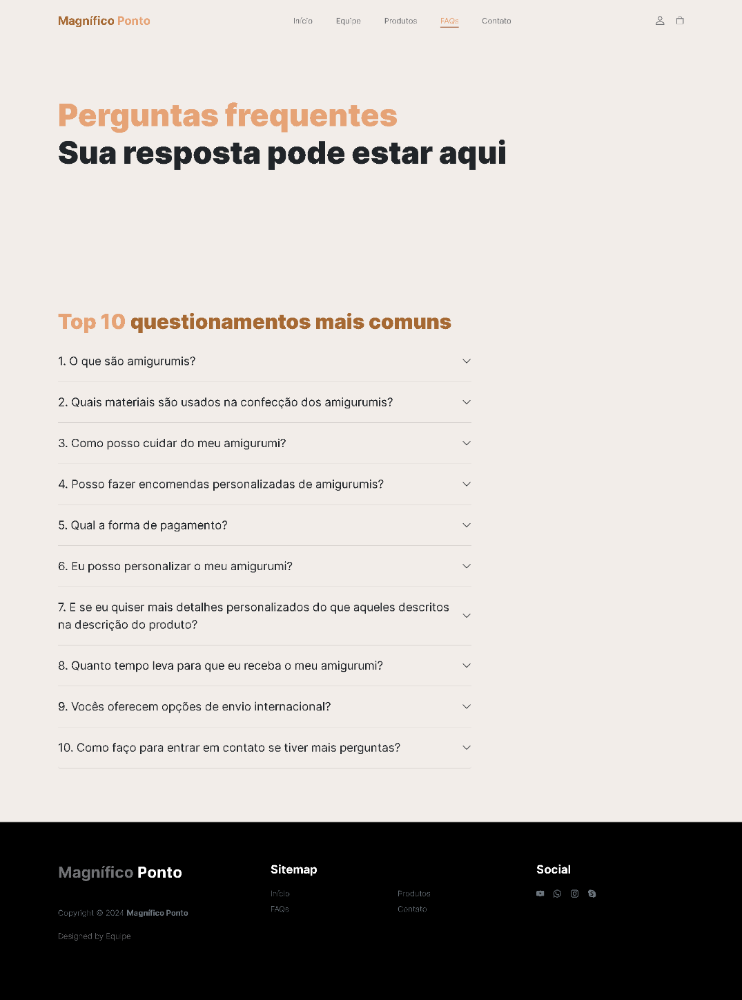 Magnífico Ponto
Início
Equipe
Produtos
FAQs
Contato
Perguntas frequentes
Sua resposta pode estar aqui
Top 10 questionamentos mais comuns
1. O que são amigurumis?
2. Quais materiais são usados na confecção dos amigurumis?
3. Como posso cuidar do meu amigurumi?
4. Posso fazer encomendas personalizadas de amigurumis?
5. Qual a forma de pagamento?
6. Eu posso personalizar o meu amigurumi?
7. E se eu quiser mais detalhes personalizados do que aqueles descritos
na descrição do produto?
8. Quanto tempo leva para que eu receba o meu amigurumi?
9. Vocês oferecem opções de envio internacional?
10. Como faço para entrar em contato se tiver mais perguntas?
Magnífico Ponto
Copyright © 2024 Magnífico Ponto
Designed by Equipe
Sitemap
Início
Produtos
FAQs
Contato
Social